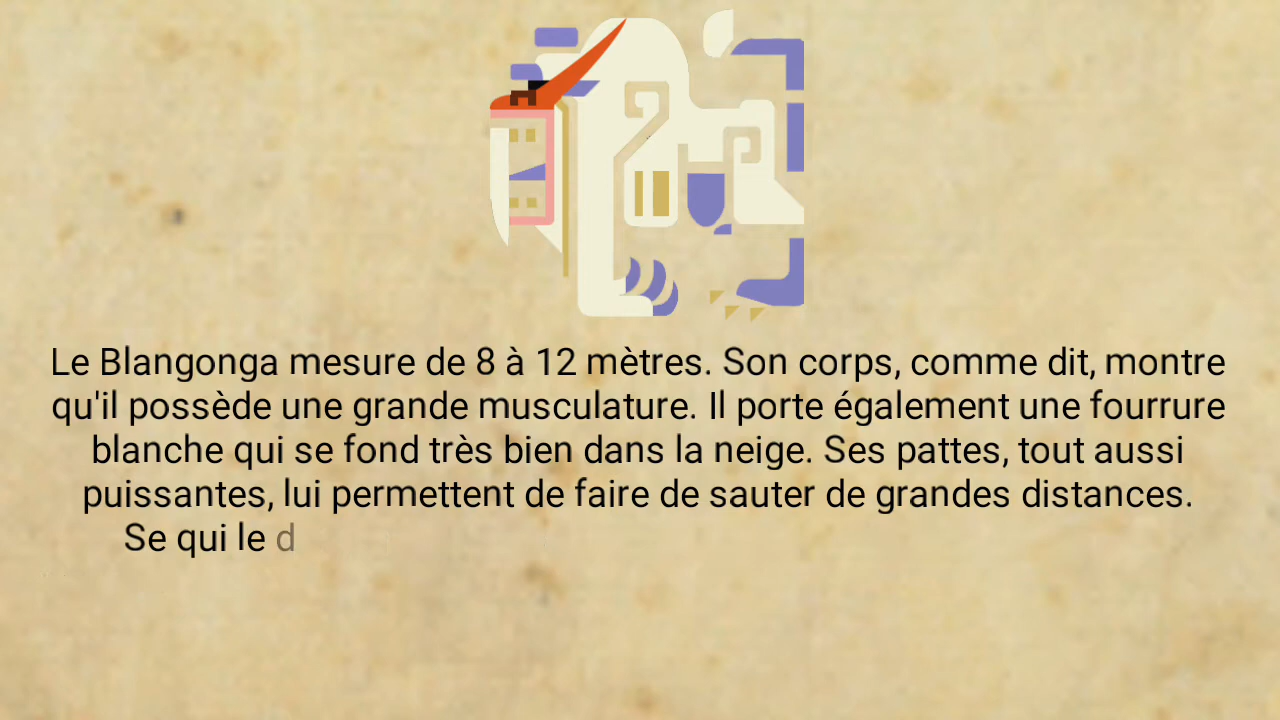 Le Blangonga mesure de 8 à 12 mètres. Son corps, comme dit, montre
qu'il possède une grande musculature. Il porte également une fourrure
blanche qui se fond très bien dans la neige. Ses pattes, tout aussi
puissantes, lui permettent de faire de sauter de grandes distances.
Se qui le d